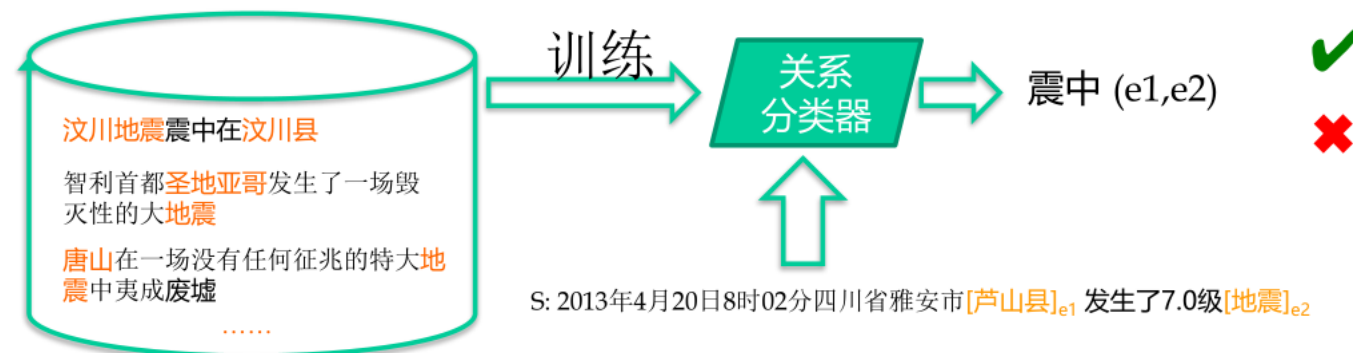 训练
关系
分类器
震中 (e1,e2)
汶川地震震中在汶川县
智利首都圣地亚哥发生了一场毁
灭性的大地震
唐山在一场没有任何征兆的特大地
震中夷成废墟
……
S: 2013年4月20日8时02分四川省雅安市[芦山县]e1 发生了7.0级[地震]e2